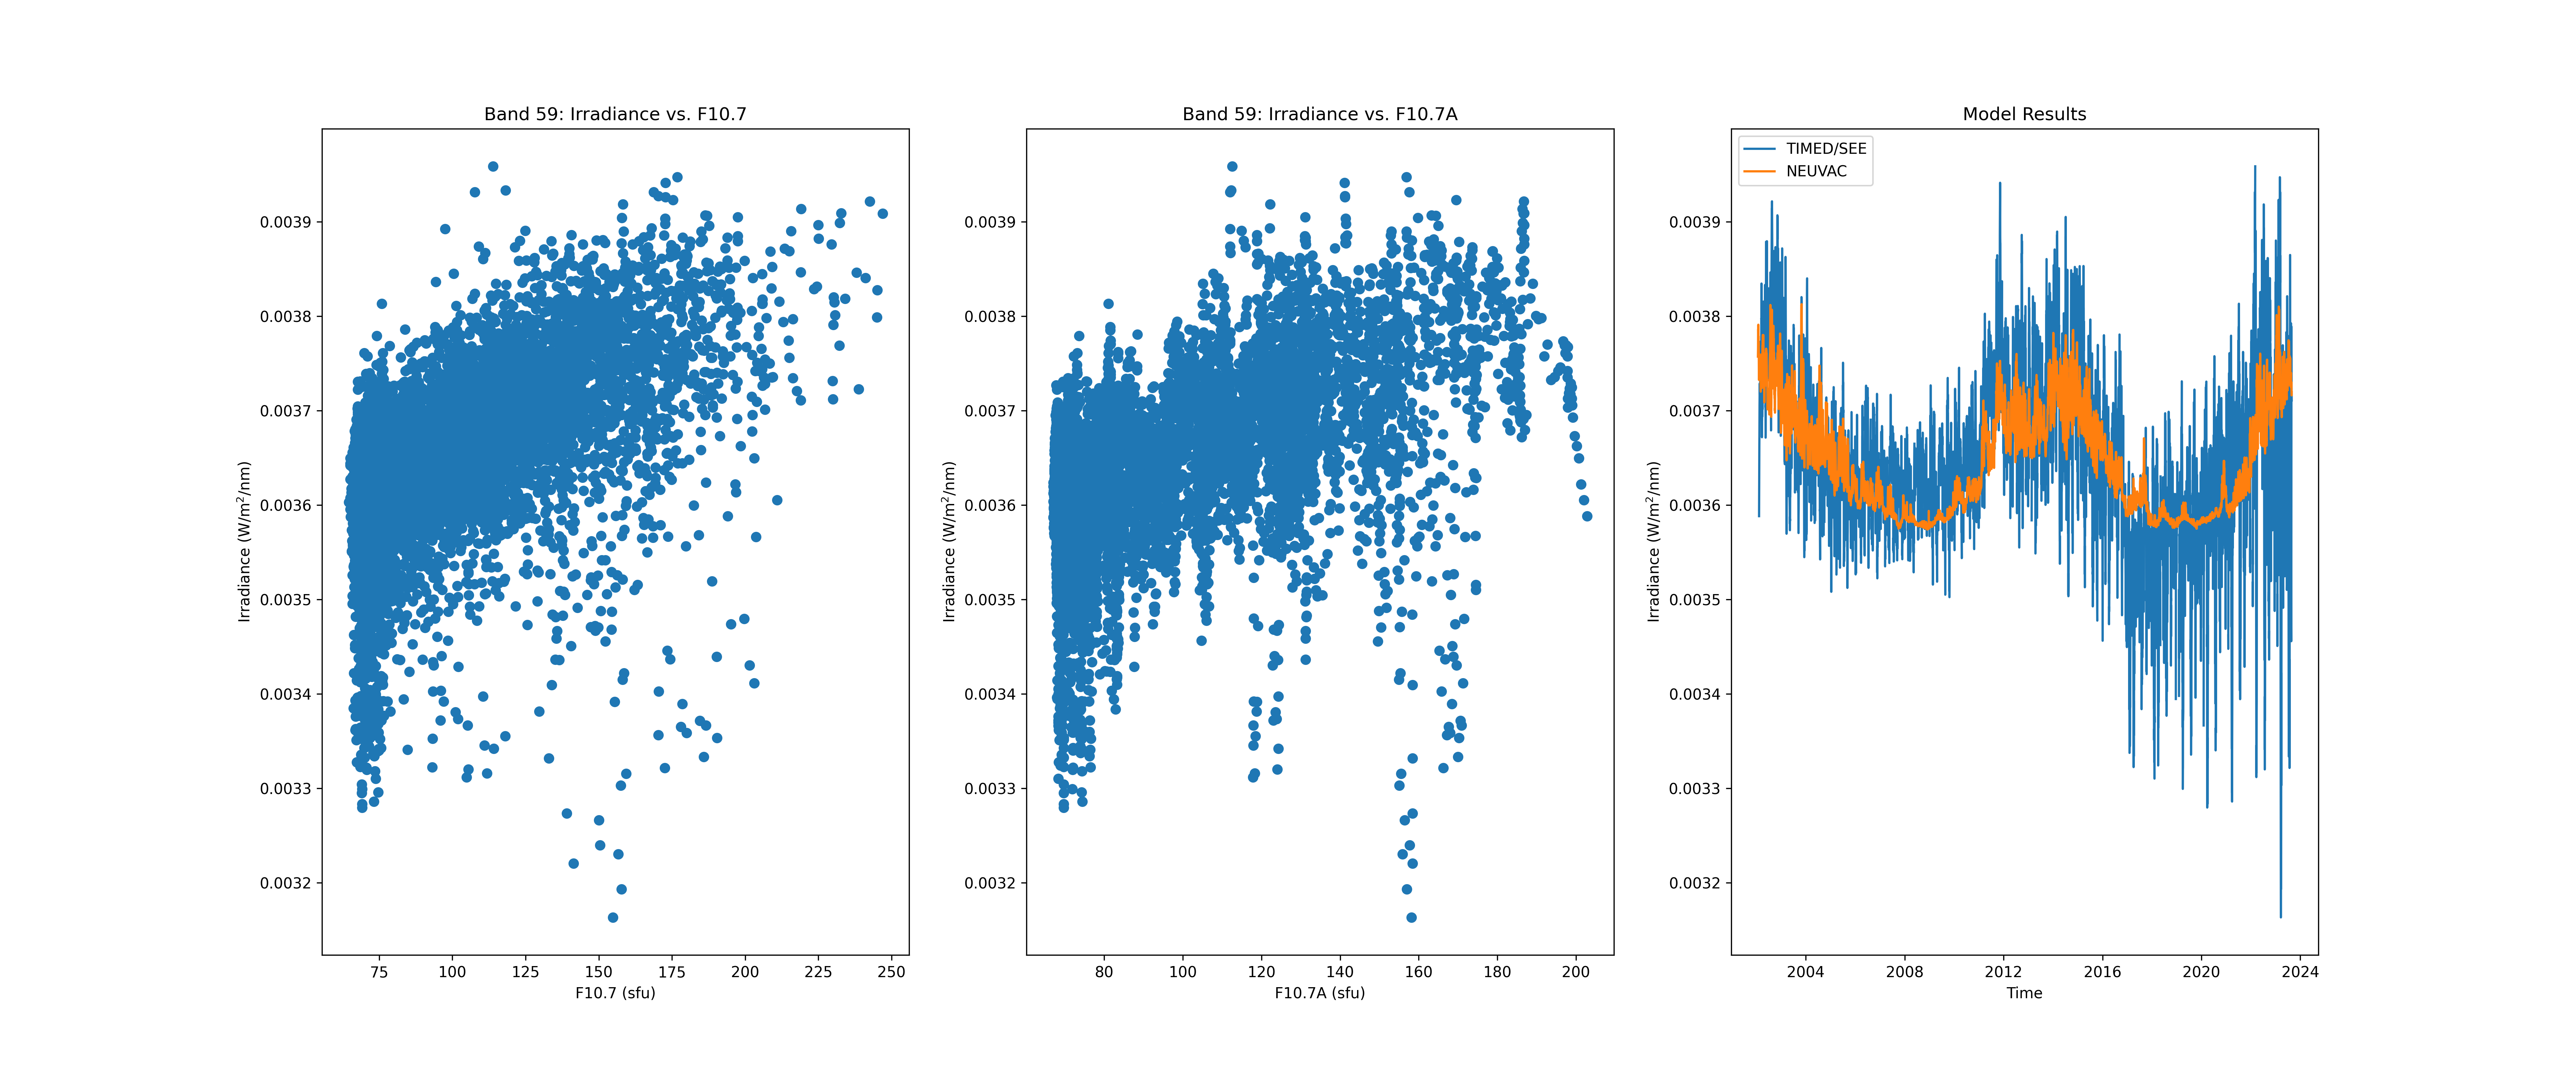 Band 59: Irradiance vs. F10.7
Irradiance (W/m²/nm)
0.0039
0.0038
0.0037
0.0036
0.0035
0.0034
0.0033
0.0032
75 100 125 150 175 200 225 250
F10.7 (sfu)
Band 59: Irradiance vs. F10.7A
Irradiance (W/m²/nm)
0.0039
0.0038
0.0037
0.0036
0.0035
0.0034
0.0033
0.0032
80 100 120 140 160 180 200
F10.7A (sfu)
Model Results
TIMED/SEE
NEUVAC
Irradiance (W/m²/nm)
0.0039
0.0038
0.0037
0.0036
0.0035
0.0034
0.0033
0.0032
2004 2008 2012 2016 2020 2024
Time